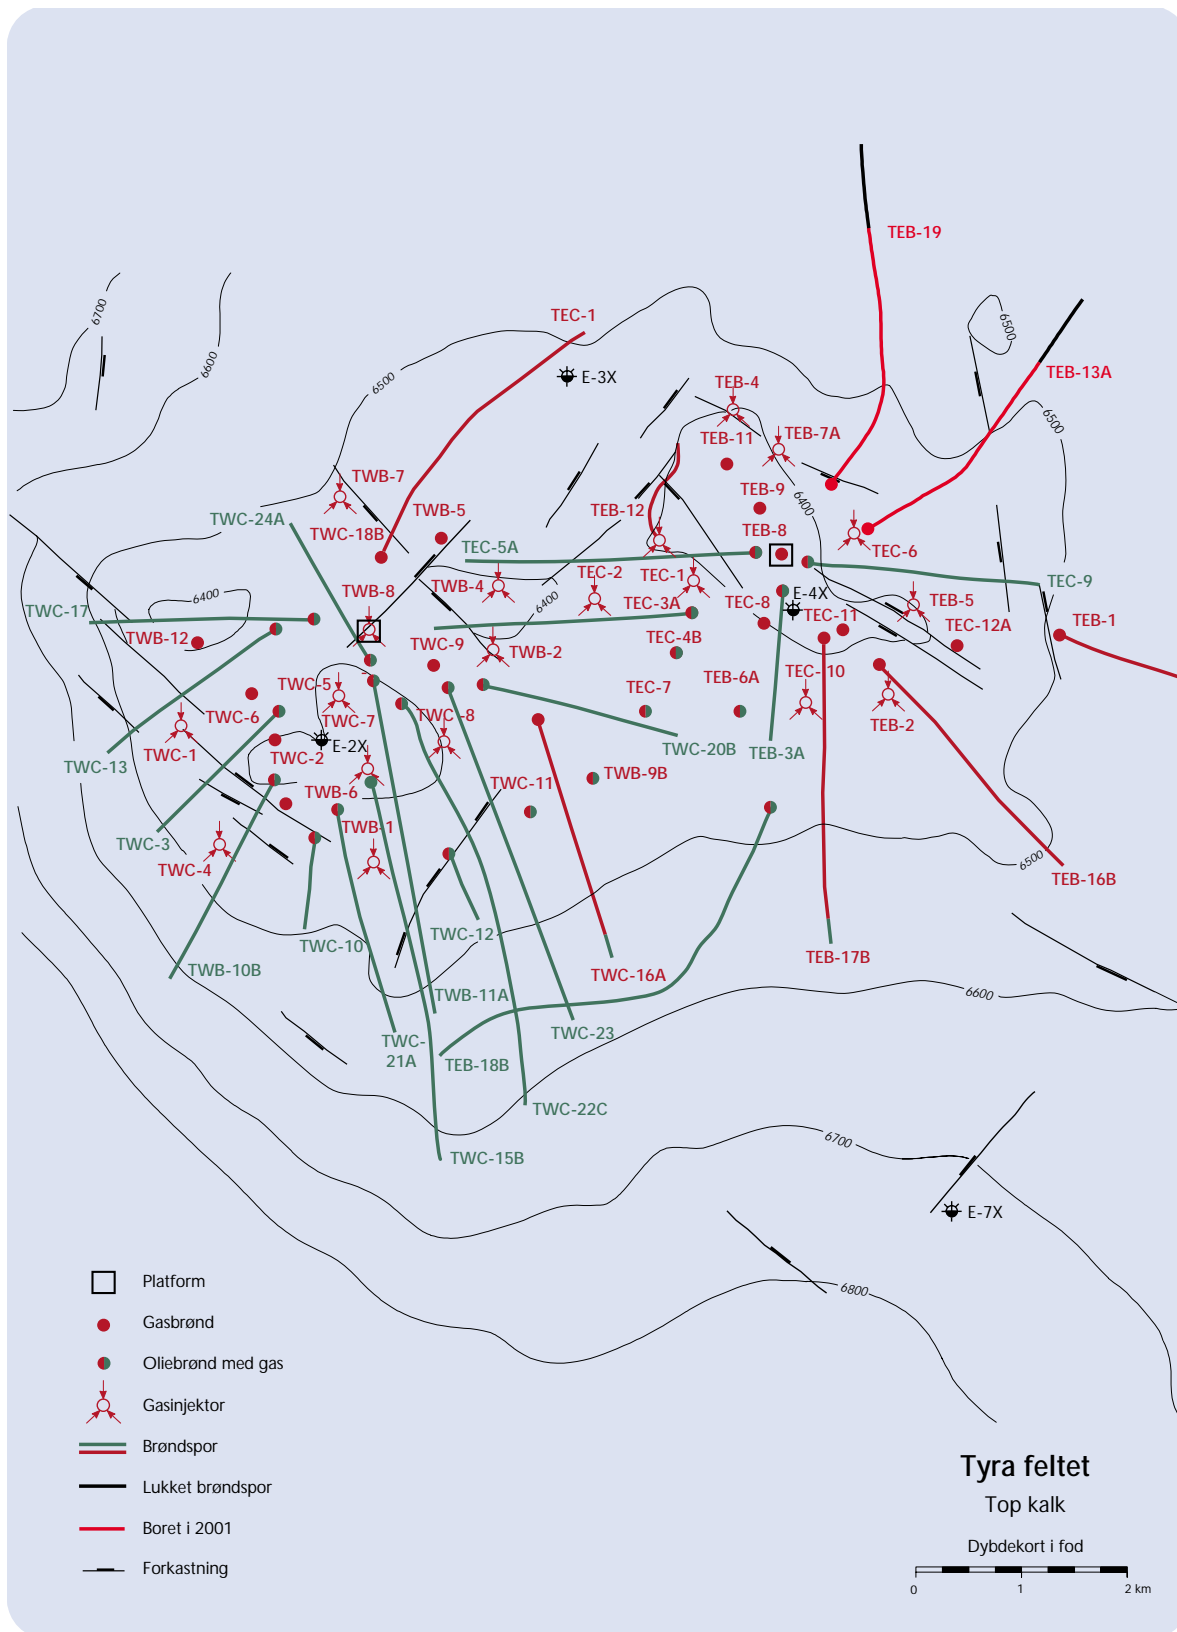 TEB-19
6700
6600
TEC-1
6500
TEB-13A
6500
E-3X
6500
TEB-4
TEB-11
TEB-7A
TWB-7
TEB-9
6400
TWC-24A
TWC-18B
TWB-5
TEB-12
TEB-8
TEC-6
TEC-5A
TWB-8
TWB-4
TEC-2
TEC-1
TEC-9
6400
6400
TEC-3A
TEC-8
E-4X
TEB-5
TWC-17
TWB-12
TWC-9
TWB-2
TEC-4B
TEC-11
TEC-12A
TEB-1
TEC-10
TWC-5
TEC-7
TEB-6A
TEB-2
TWC-6
TWC-7
TWC-8
TWC-1
E-2X
TWC-20B
TEB-3A
TWC-13
TWC-2
TWC-11
TWB-9B
TWB-6
TWB-1
TWC-3
6500
TWC-4
TEB-16B
TWC-12
TWC-10
TEB-17B
TWB-10B
TWC-16A
TWB-11A
6600
TWC-23
TWC-
21A
TEB-18B
TWC-22C
6700
TWC-15B
E-7X
6800
Platform
Gasbrønd
Oliebrønd med gas
Gasinjektor
Brøndspor
Lukket brøndspor
Boret i 2001
Forkastning
Tyra feltet
Top kalk
Dybdekort i fod
0 1 2 km